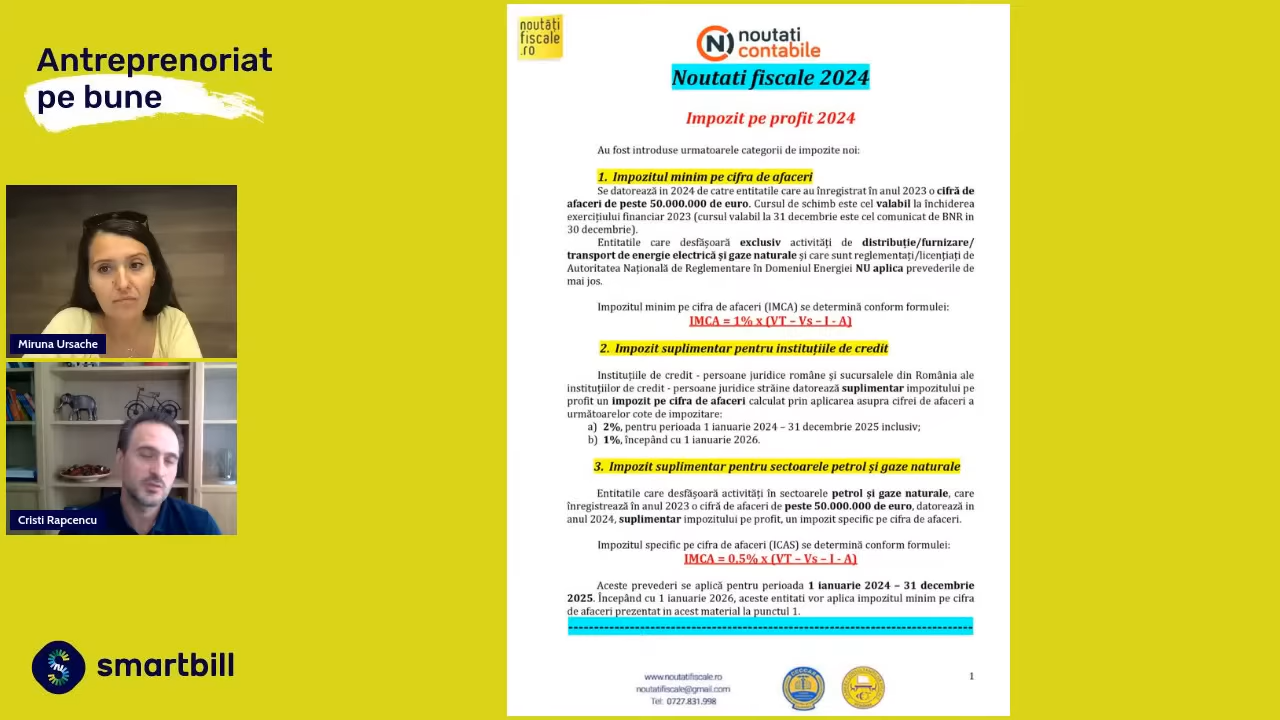 Antreprenoriat
pe bune
Miruna Ursache
Cristi Rapcencu
smartbill
noutăți
fiscale
.ro
noutati
contabile
Noutati fiscale 2024
Impozit pe profit 2024
Au fost introduse urmatoarele categorii de impozite noi:
1. Impozitul minim pe cifra de afaceri
Se datorează in 2024 de catre entitatile care au înregistrat în anul 2023 o cifră de
afaceri de peste 50.000.000 de euro. Cursul de schimb este cel valabil la închiderea
exercițiului financiar 2023 (cursul valabil la 31 decembrie este cel comunicat de BNR in
30 decembrie).
Entitatile care desfășoară exclusiv activități de distribuție/furnizare/
transport de energie electrică și gaze naturale și care sunt reglementați/licențiați de
Autoritatea Națională de Reglementare în Domeniul Energiei NU aplica prevederile de
mai jos.
Impozitul minim pe cifra de afaceri (IMCA) se determină conform formulei:
IMCA = 1% x (VT – Vs – I - A)
2. Impozit suplimentar pentru instituțiile de credit
Instituțiile de credit - persoane juridice române și sucursalele din România ale
instituțiilor de credit - persoane juridice străine datorează suplimentar impozitului pe
profit un impozit pe cifra de afaceri calculat prin aplicarea asupra cifrei de afaceri a
următoarelor cote de impozitare:
a) 2%, pentru perioada 1 ianuarie 2024 – 31 decembrie 2025 inclusiv;
b) 1%, începând cu 1 ianuarie 2026.
3. Impozit suplimentar pentru sectoarele petrol și gaze naturale
Entitatile care desfășoară activități în sectoarele petrol și gaze naturale, care
înregistrează în anul 2023 o cifră de afaceri de peste 50.000.000 de euro, datorează in
anul 2024, suplimentar impozitului pe profit, un impozit specific pe cifra de afaceri.
Impozitul specific pe cifra de afaceri (ICAS) se determină conform formulei:
IMCA = 0.5% x (VT – Vs – I - A)
Aceste prevederi se aplică pentru perioada 1 ianuarie 2024 – 31 decembrie
2025. Începând cu 1 ianuarie 2026, aceste entitati vor aplica impozitul minim pe cifra
de afaceri prezentat in acest material la punctul 1.
www.noutatifiscale.ro
noutatifiscale@gmail.com
Tel: 0727.831.998
1